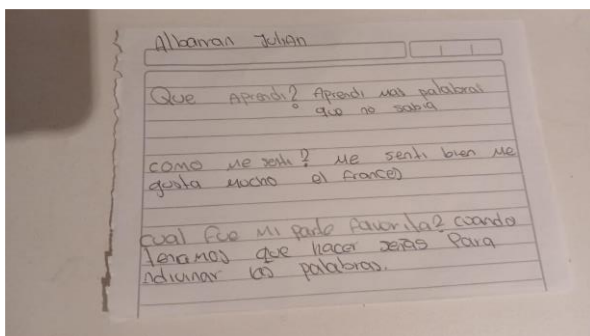 Albarran Julian
Que Aprendi? Aprendi mas palabras
que no sabia
como me senti? me senti bien me
gusta mucho el frances
cual fue mi parte favorita? cuando
teniamos que hacer señas Para
adivinar las palabras.